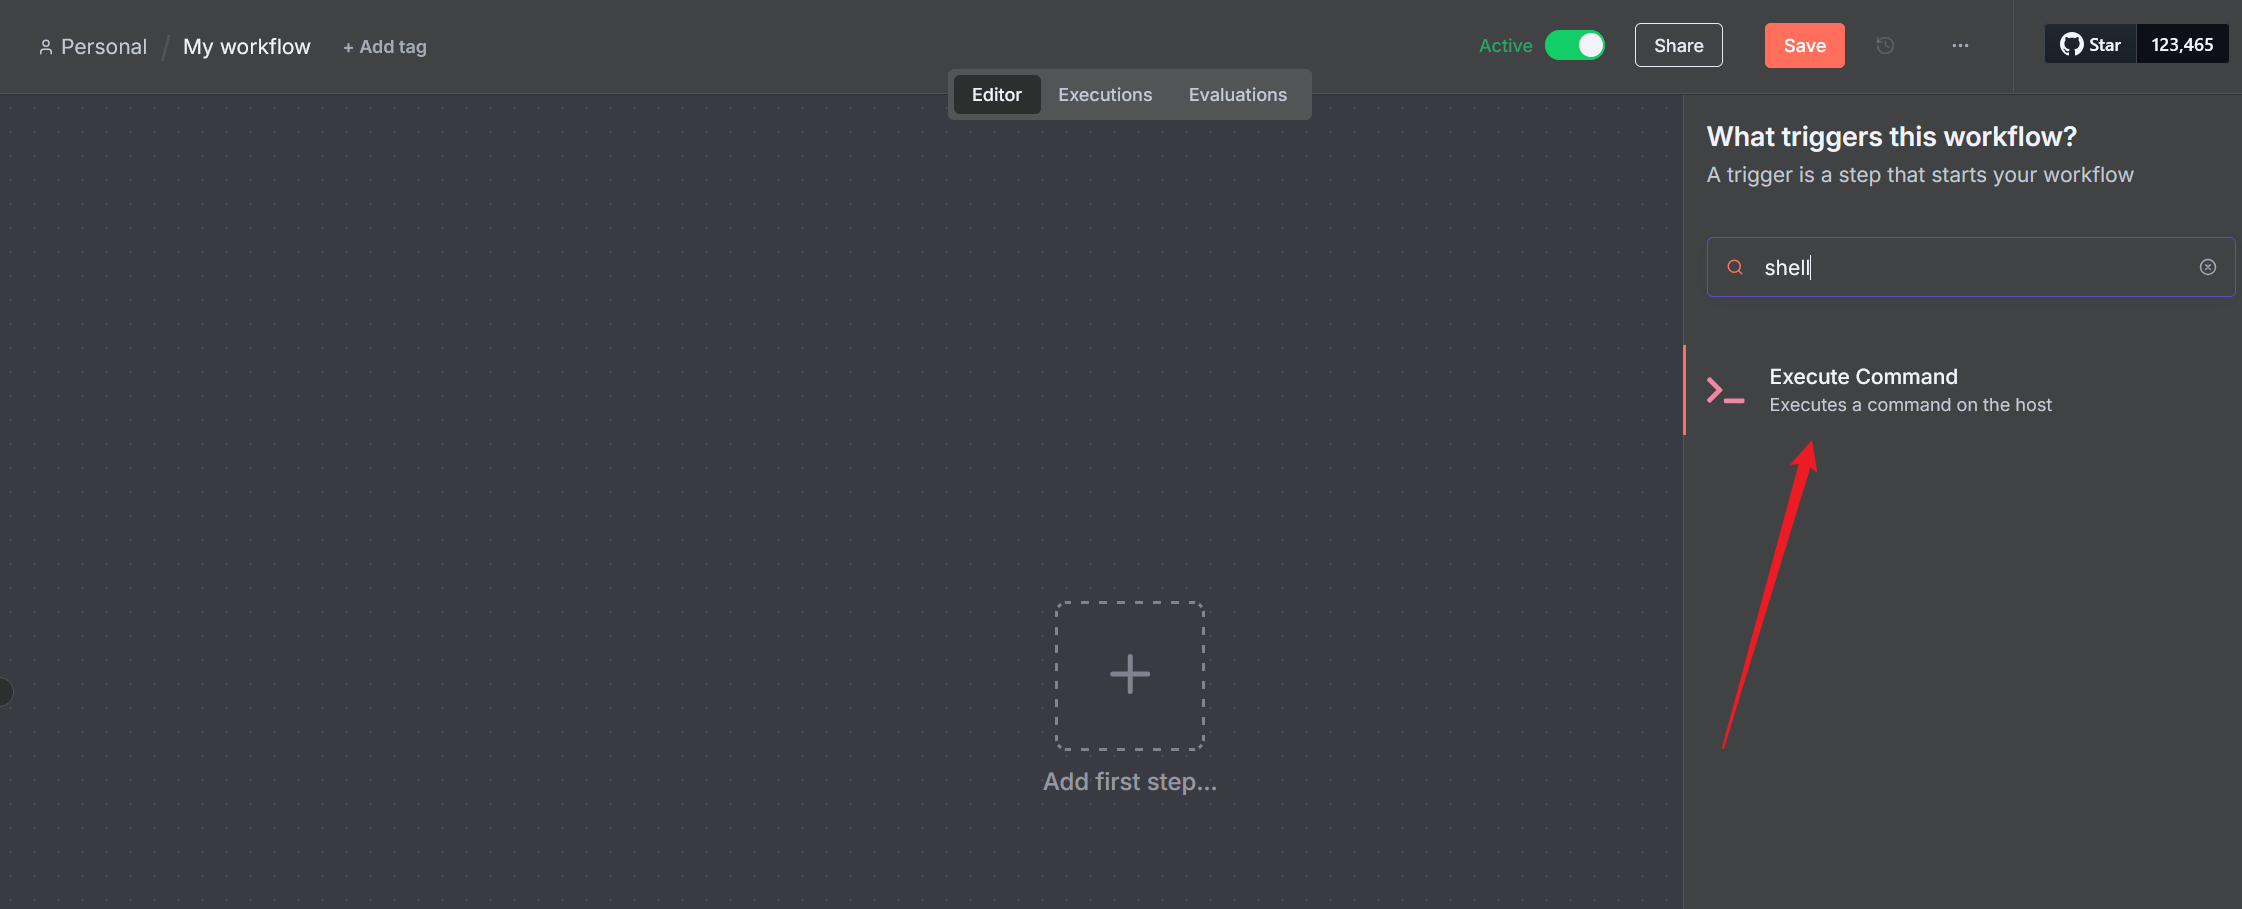 Personal / My workflow + Add tag
Active Share Save ... Star 123,465
Editor Executions Evaluations
What triggers this workflow?
A trigger is a step that starts your workflow
shell
Execute Command
Executes a command on the host
Add first step...